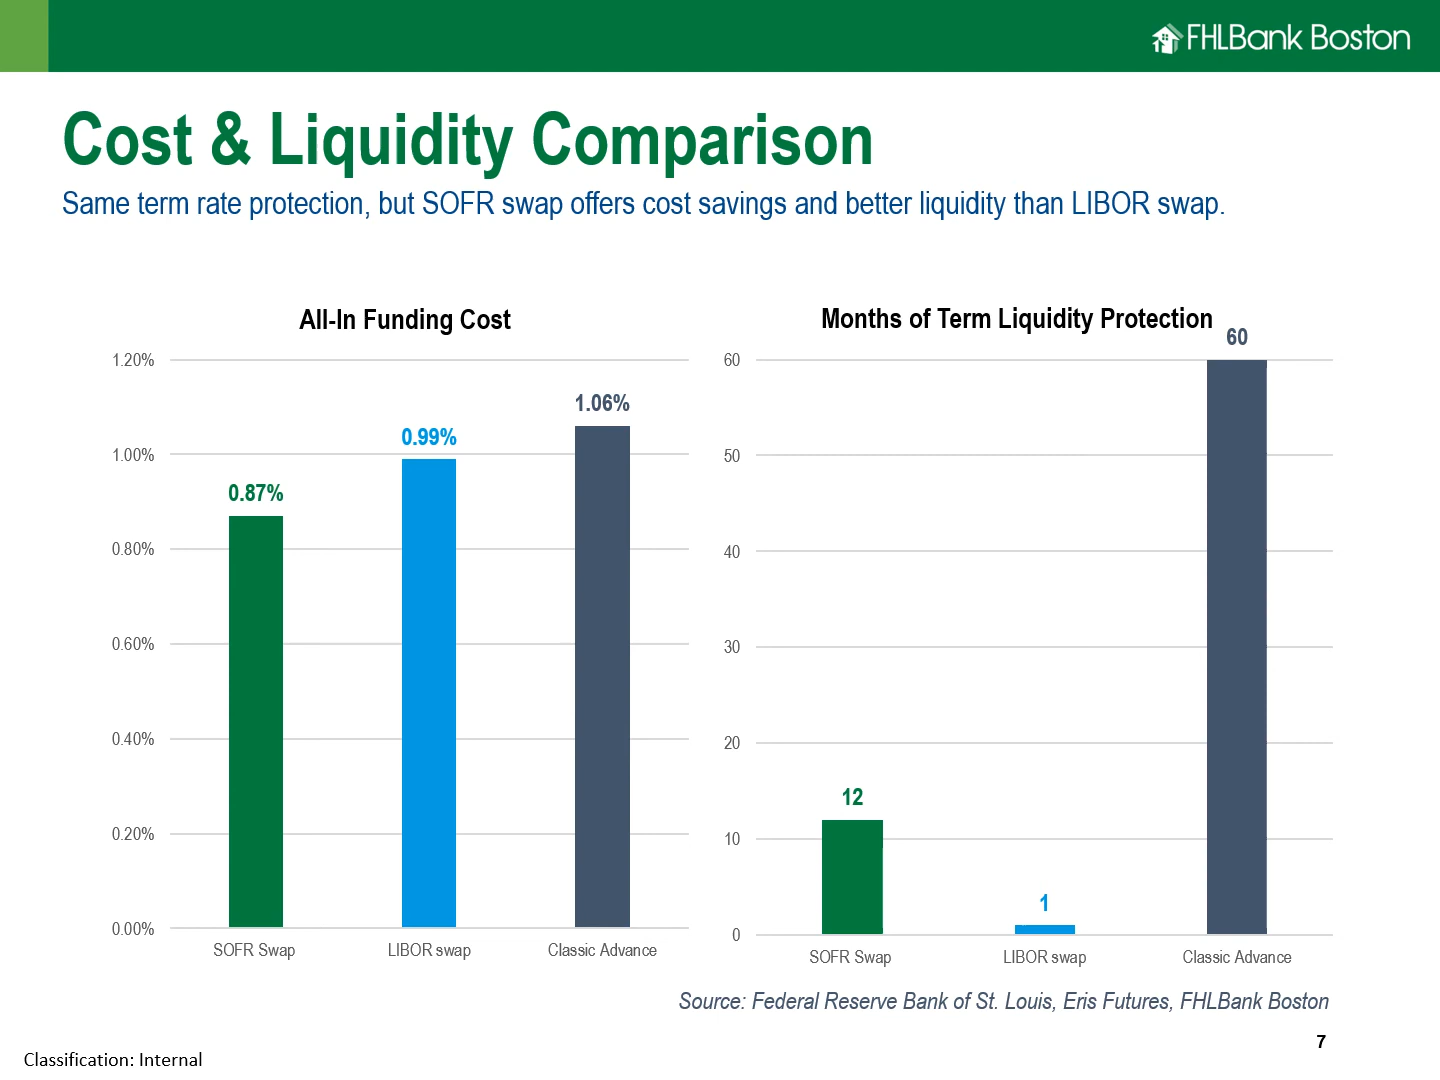 FHLBank Boston
Cost & Liquidity Comparison
Same term rate protection, but SOFR swap offers cost savings and better liquidity than LIBOR swap.
All-In Funding Cost
1.20%
1.00%
0.80%
0.60%
0.40%
0.20%
0.00%
0.87%
0.99%
1.06%
SOFR Swap
LIBOR swap
Classic Advance
Months of Term Liquidity Protection
60
50
40
30
20
10
0
12
1
60
SOFR Swap
LIBOR swap
Classic Advance
Source: Federal Reserve Bank of St. Louis, Eris Futures, FHLBank Boston
7
Classification: Internal